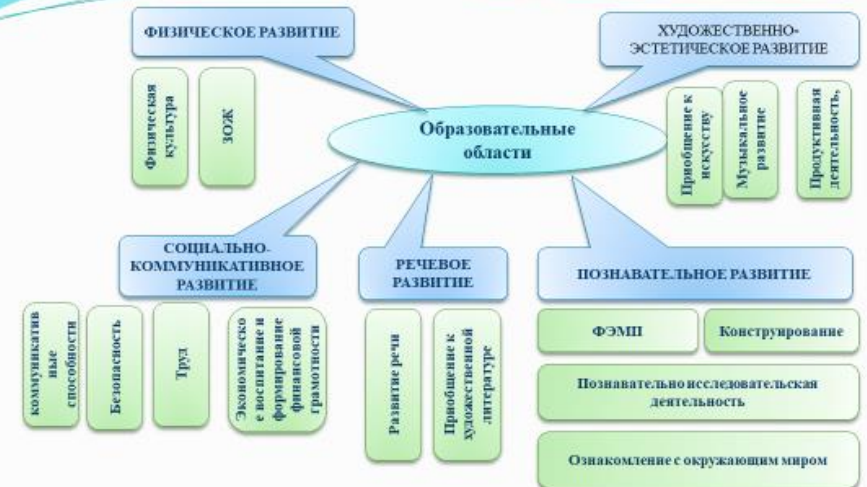 ФИЗИЧЕСКОЕ РАЗВИТИЕ
ХУДОЖЕСТВЕННО-
ЭСТЕТИЧЕСКОЕ РАЗВИТИЕ
Физическая
культура
ЗОЖ
Образовательные
области
Приобщение к
искусству
Музыкальное
развитие
Продуктивная
деятельность,
СОЦИАЛЬНО-
КОММУНИКАТИВНОЕ
РАЗВИТИЕ
РЕЧЕВОЕ
РАЗВИТИЕ
ПОЗНАВАТЕЛЬНОЕ РАЗВИТИЕ
коммуникатив
ные
способности
Безопасность
Труд
Экономическо
е воспитание и
формирование
финансовой
грамотности
Развитие речи
Приобщение к
художественной
литературе
ФЭМП
Конструирование
Познавательно исследовательская
деятельность
Ознакомление с окружающим миром